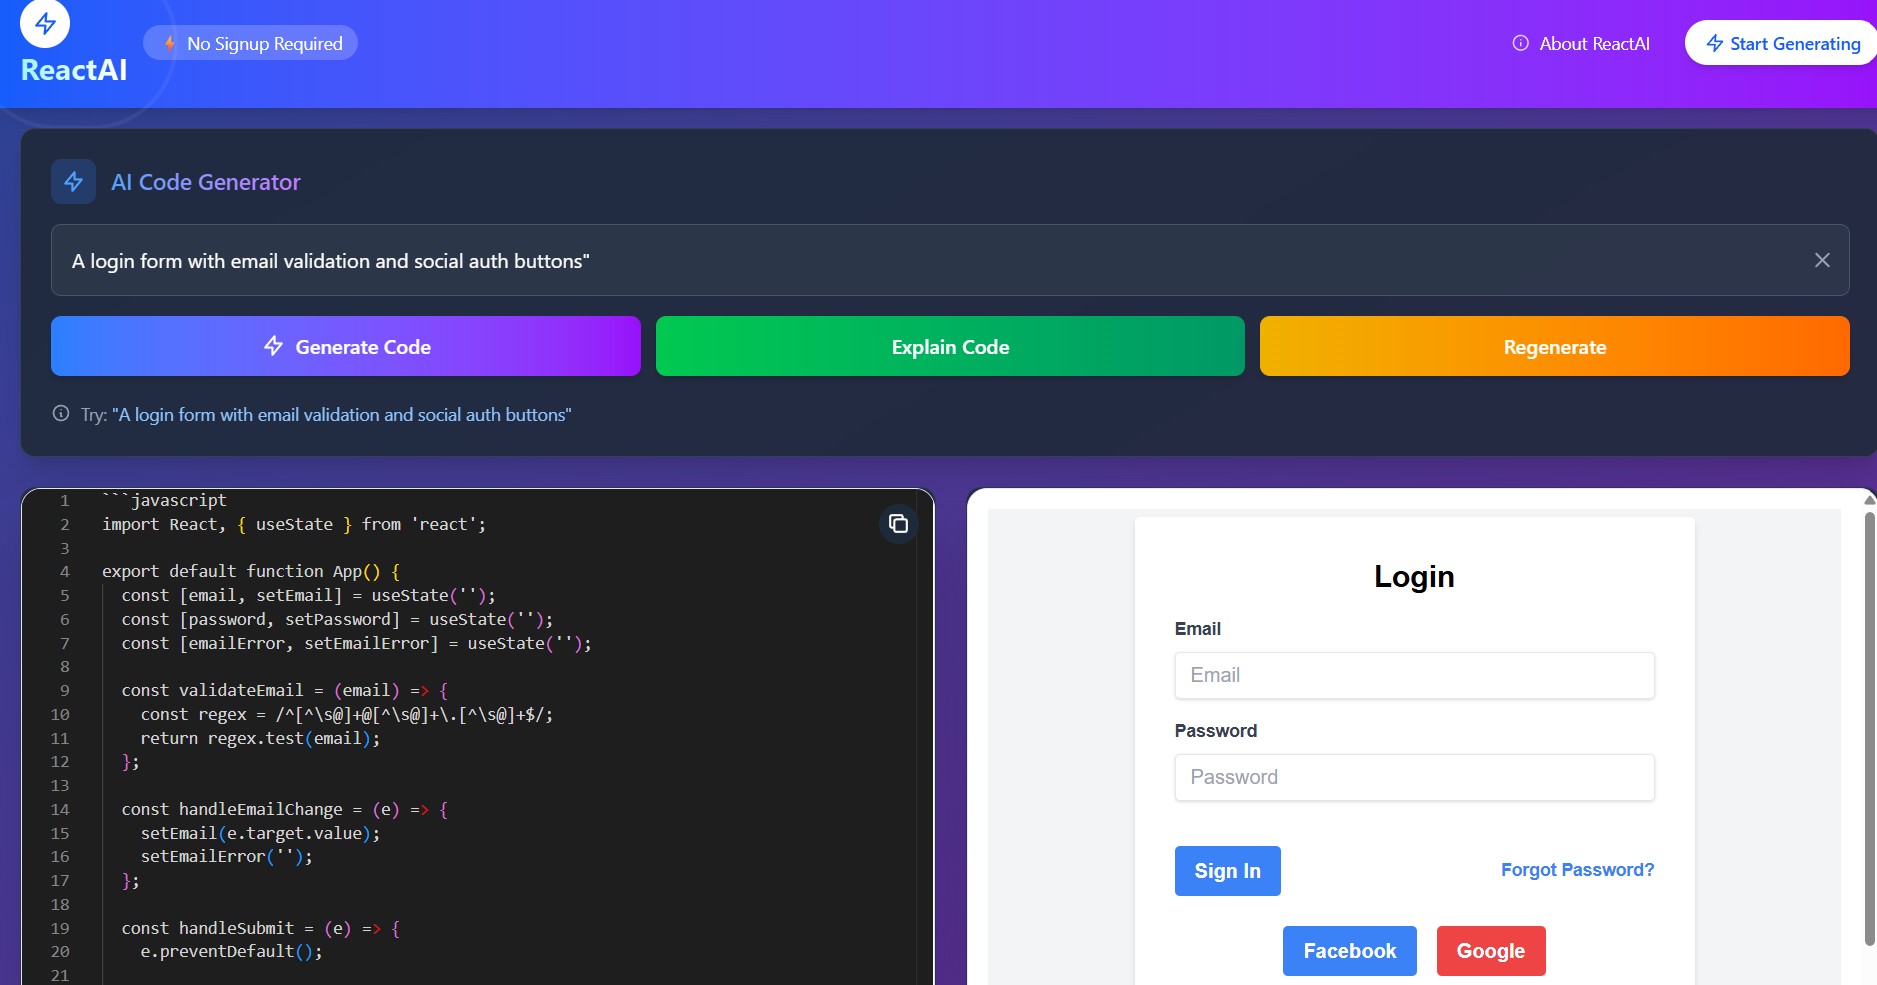 ReactAI
No Signup Required
About ReactAI
Start Generating
AI Code Generator
A login form with email validation and social auth buttons"
Generate Code
Explain Code
Regenerate
Try: "A login form with email validation and social auth buttons"
1 ```javascript
2 import React, { useState } from 'react';
3
4 export default function App() {
5 const [email, setEmail] = useState('');
6 const [password, setPassword] = useState('');
7 const [emailError, setEmailError] = useState('');
8
9 const validateEmail = (email) => {
10 const regex = /^[^\s@]+@[^\s@]+\.[^\s@]+$/;
11 return regex.test(email);
12 };
13
14 const handleEmailChange = (e) => {
15 setEmail(e.target.value);
16 setEmailError('');
17 };
18
19 const handleSubmit = (e) => {
20 e.preventDefault();
21
Login
Email
Email
Password
Password
Sign In
Forgot Password?
Facebook
Google